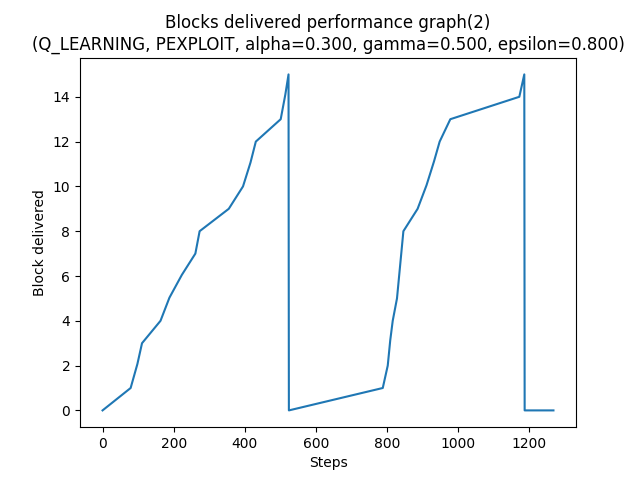 Blocks delivered performance graph(2)
(Q_LEARNING, PEXPLOIT, alpha=0.300, gamma=0.500, epsilon=0.800)
14
12
10
8
6
4
2
0
Block delivered
0 200 400 600 800 1000 1200
Steps